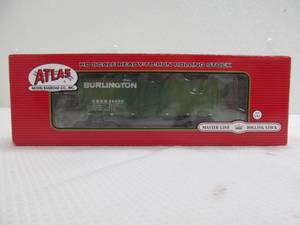 HO SCALE READY-TO-RUN ROLLING STOCK
ATLAS
MODEL RAILROAD CO., INC.
BURLINGTON
MASTER LINE
ROLLING STOCK